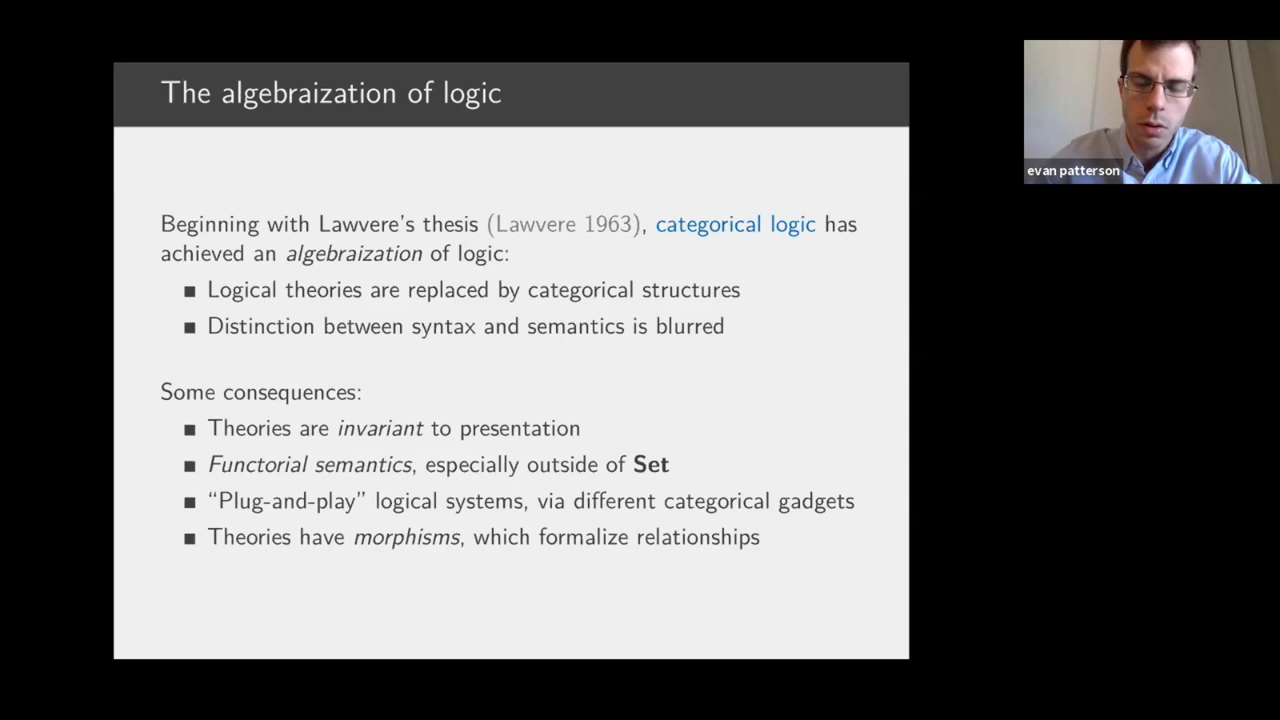 The algebraization of logic
Beginning with Lawvere's thesis (Lawvere 1963), categorical logic has
achieved an algebraization of logic:
■ Logical theories are replaced by categorical structures
■ Distinction between syntax and semantics is blurred
Some consequences:
■ Theories are invariant to presentation
■ Functorial semantics, especially outside of Set
■ “Plug-and-play” logical systems, via different categorical gadgets
■ Theories have morphisms, which formalize relationships
evan patterson